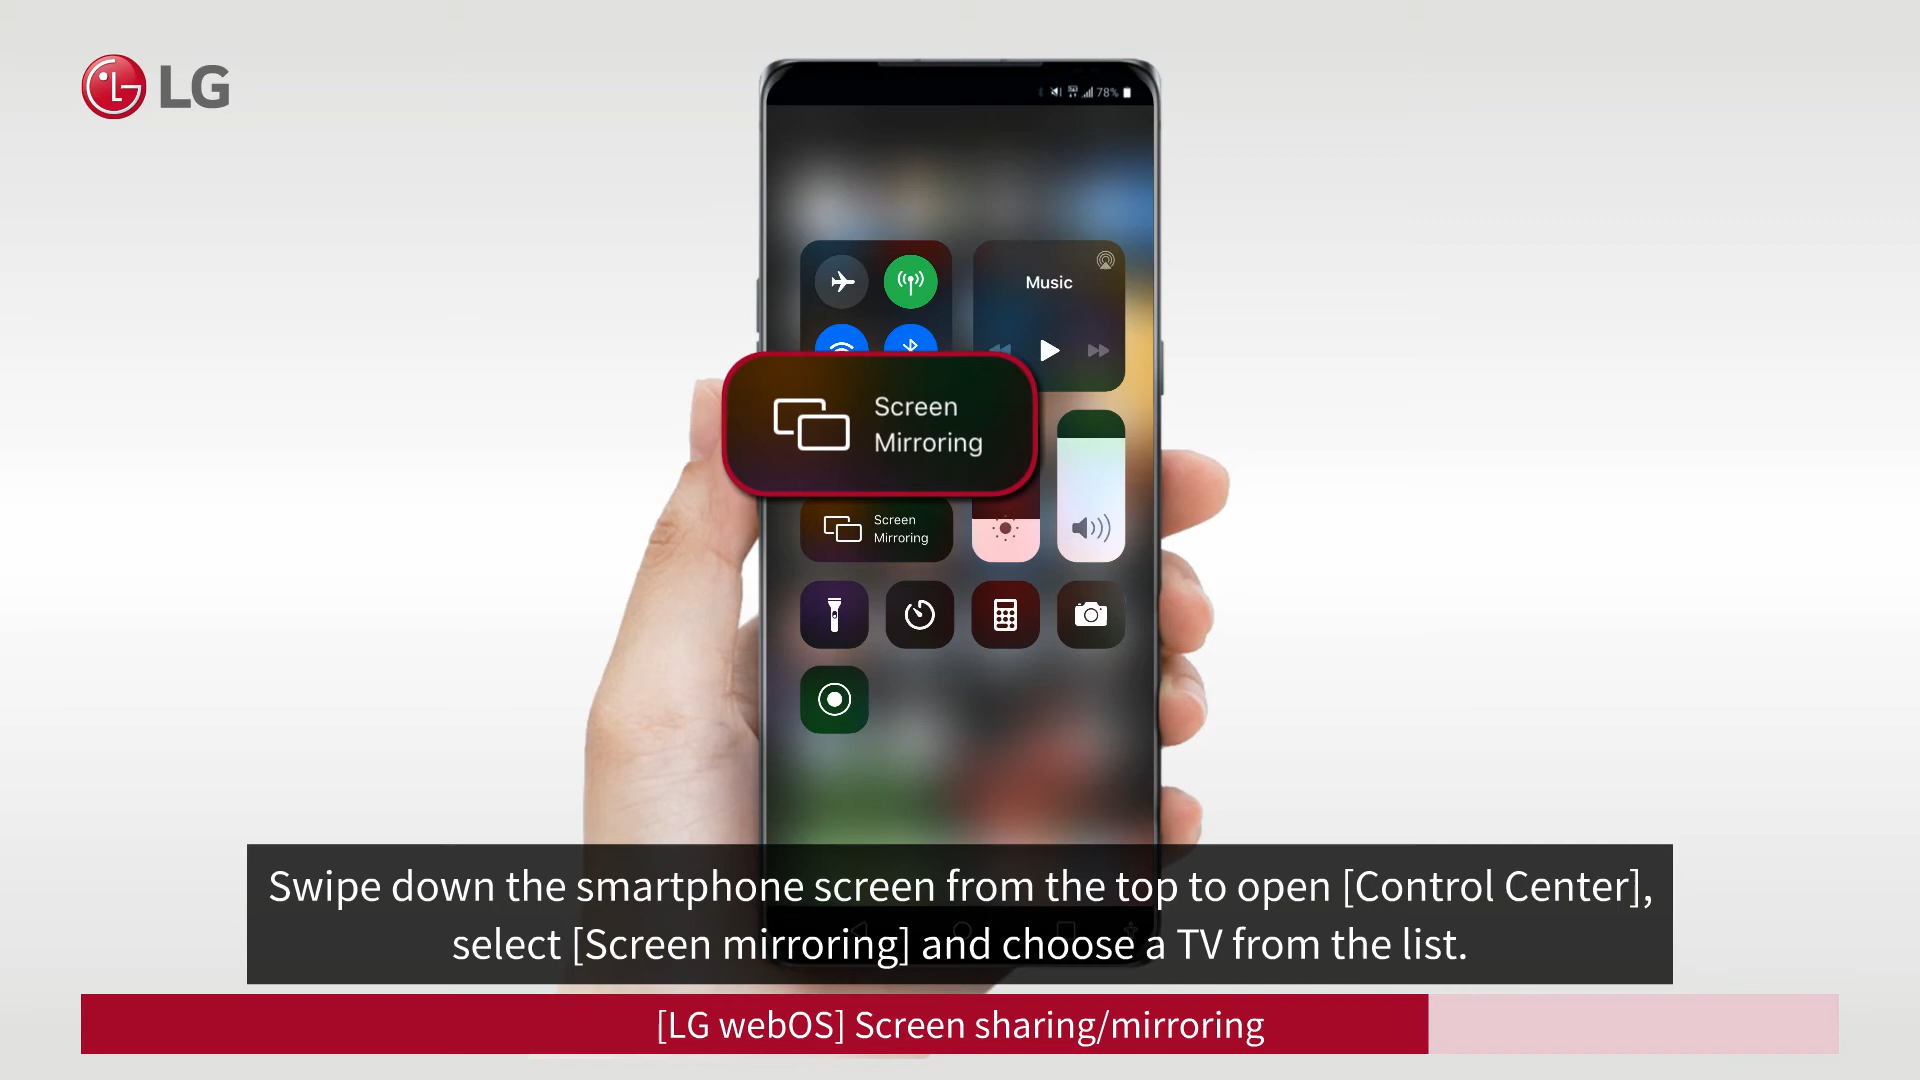 LG
78%
Music
Screen
Mirroring
Screen
Mirroring
Swipe down the smartphone screen from the top to open [Control Center],
select [Screen mirroring] and choose a TV from the list.
[LG webOS] Screen sharing/mirroring